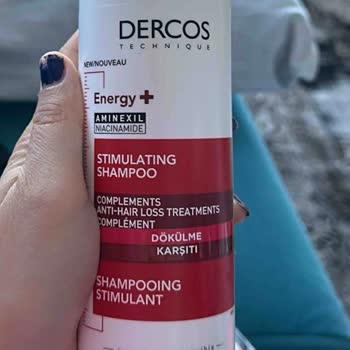 DERCOS
TECHNIQUE
NEW/NOUVEAU
Energy+
AMINEXIL
NIACINAMIDE
STIMULATING
SHAMPOO
COMPLEMENTS
ANTI-HAIR LOSS TREATMENTS
COMPLÉMENT
DÖKÜLME
KARŞITI
SHAMPOOING
STIMULANT